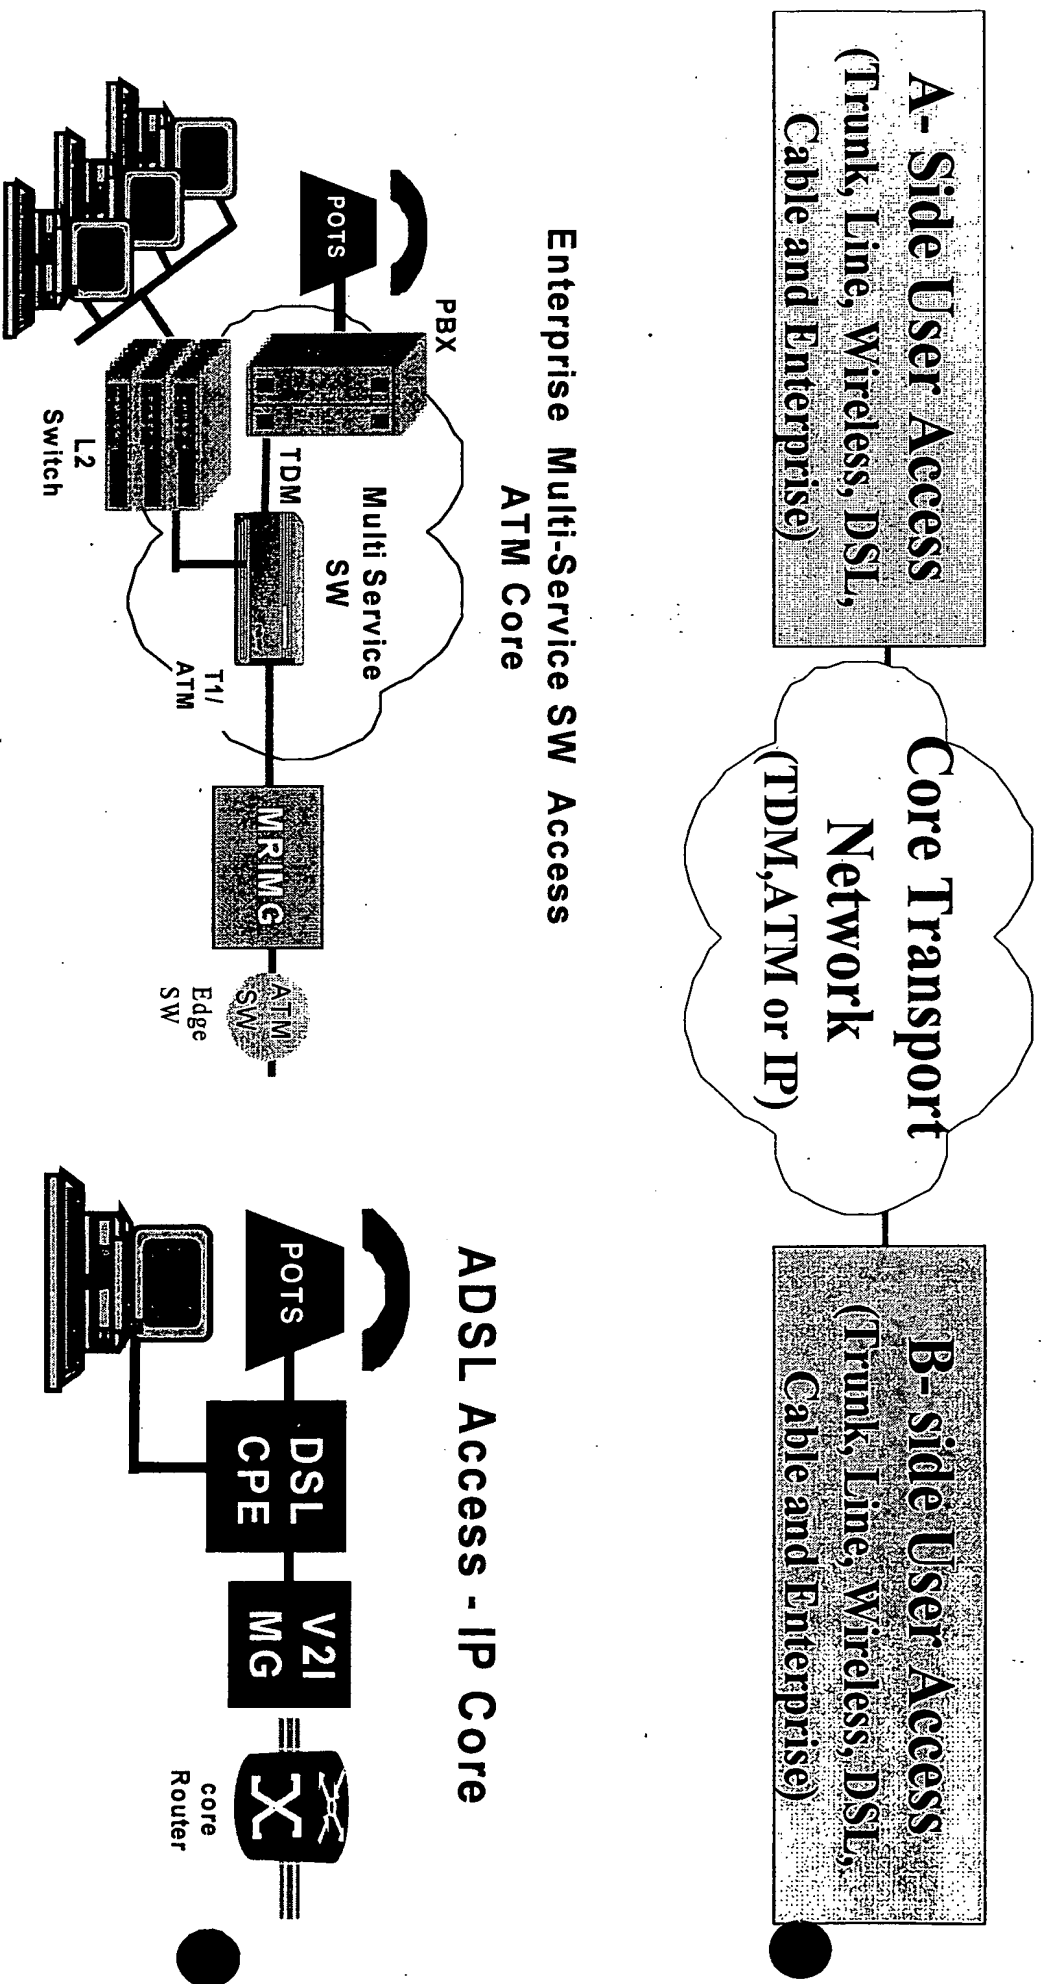 A- Side User Access
(Trunk, Line, Wireless, DSL,
Cable and Enterprise)
Core Transport
Network
(TDM,ATM or IP)
B- side User Access
(Trunk, Line, Wireless, DSL,
Cable and Enterprise)
Enterprise Multi-Service SW Access
ATM Core
PBX
POTS
TDM
Multi Service
SW
L2
Switch
T1/
ATM
MRIMG
ATM
SW
Edge
SW
ADSL Access - IP Core
POTS
DSL
CPE
V2I
MG
core
Router